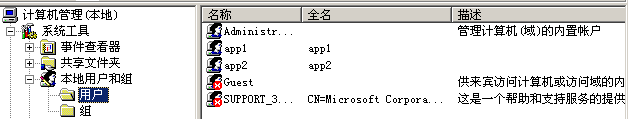 计算机管理(本地)
系统工具
事件查看器
共享文件夹
本地用户和组
用户
组
名称 全名 描述
Administr... 管理计算机(域)的内置帐户
app1 app1
app2 app2
Guest 供来宾访问计算机或访问域的内
SUPPORT_3... CN=Microsoft Corpora... 这是一个帮助和支持服务的提供